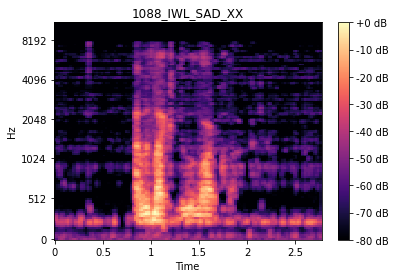 1088_IWL_SAD_XX
8192
4096
2048
1024
512
0
Hz
0 0.5 1 1.5 2 2.5
Time
+0 dB
-10 dB
-20 dB
-30 dB
-40 dB
-50 dB
-60 dB
-70 dB
-80 dB